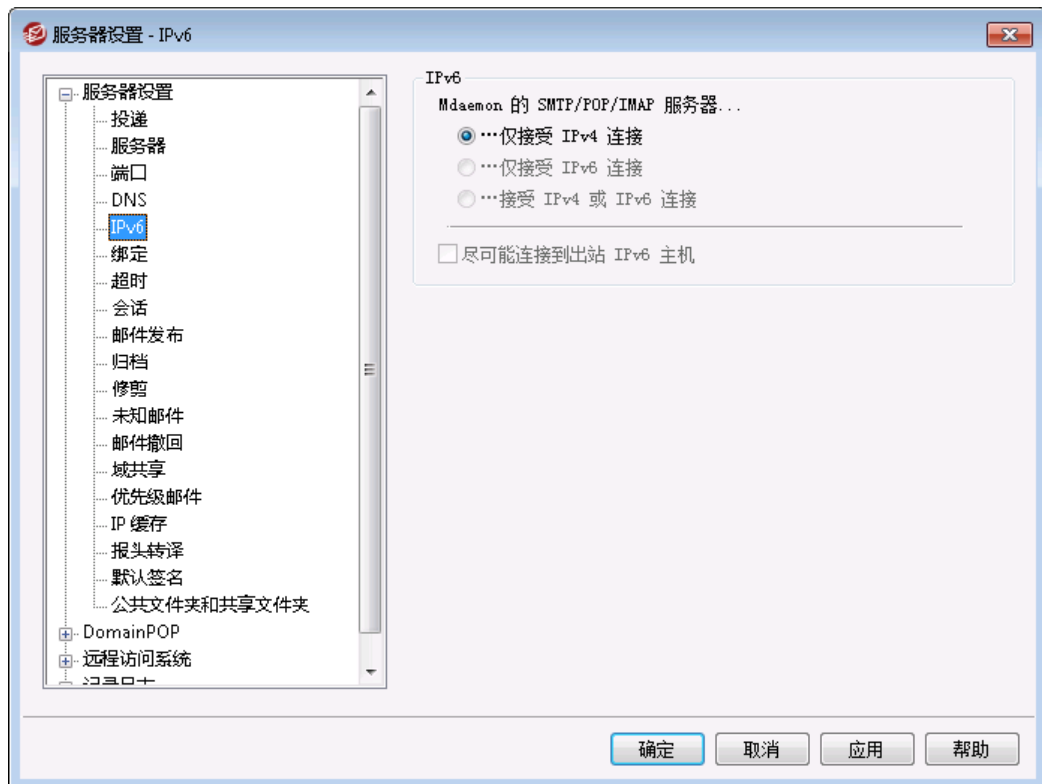 服务器设置 - IPv6
服务器设置
投递
服务器
端口
DNS
IPv6
绑定
超时
会话
邮件发布
归档
修剪
未知邮件
邮件撤回
域共享
优先级邮件
IP 缓存
报头转译
默认签名
公共文件夹和共享文件夹
DomainPOP
远程访问系统
记录日志
IPv6
Mdaemon 的 SMTP/POP/IMAP 服务器...
...仅接受 IPv4 连接
...仅接受 IPv6 连接
...接受 IPv4 或 IPv6 连接
尽可能连接到出站 IPv6 主机
确定
取消
应用
帮助